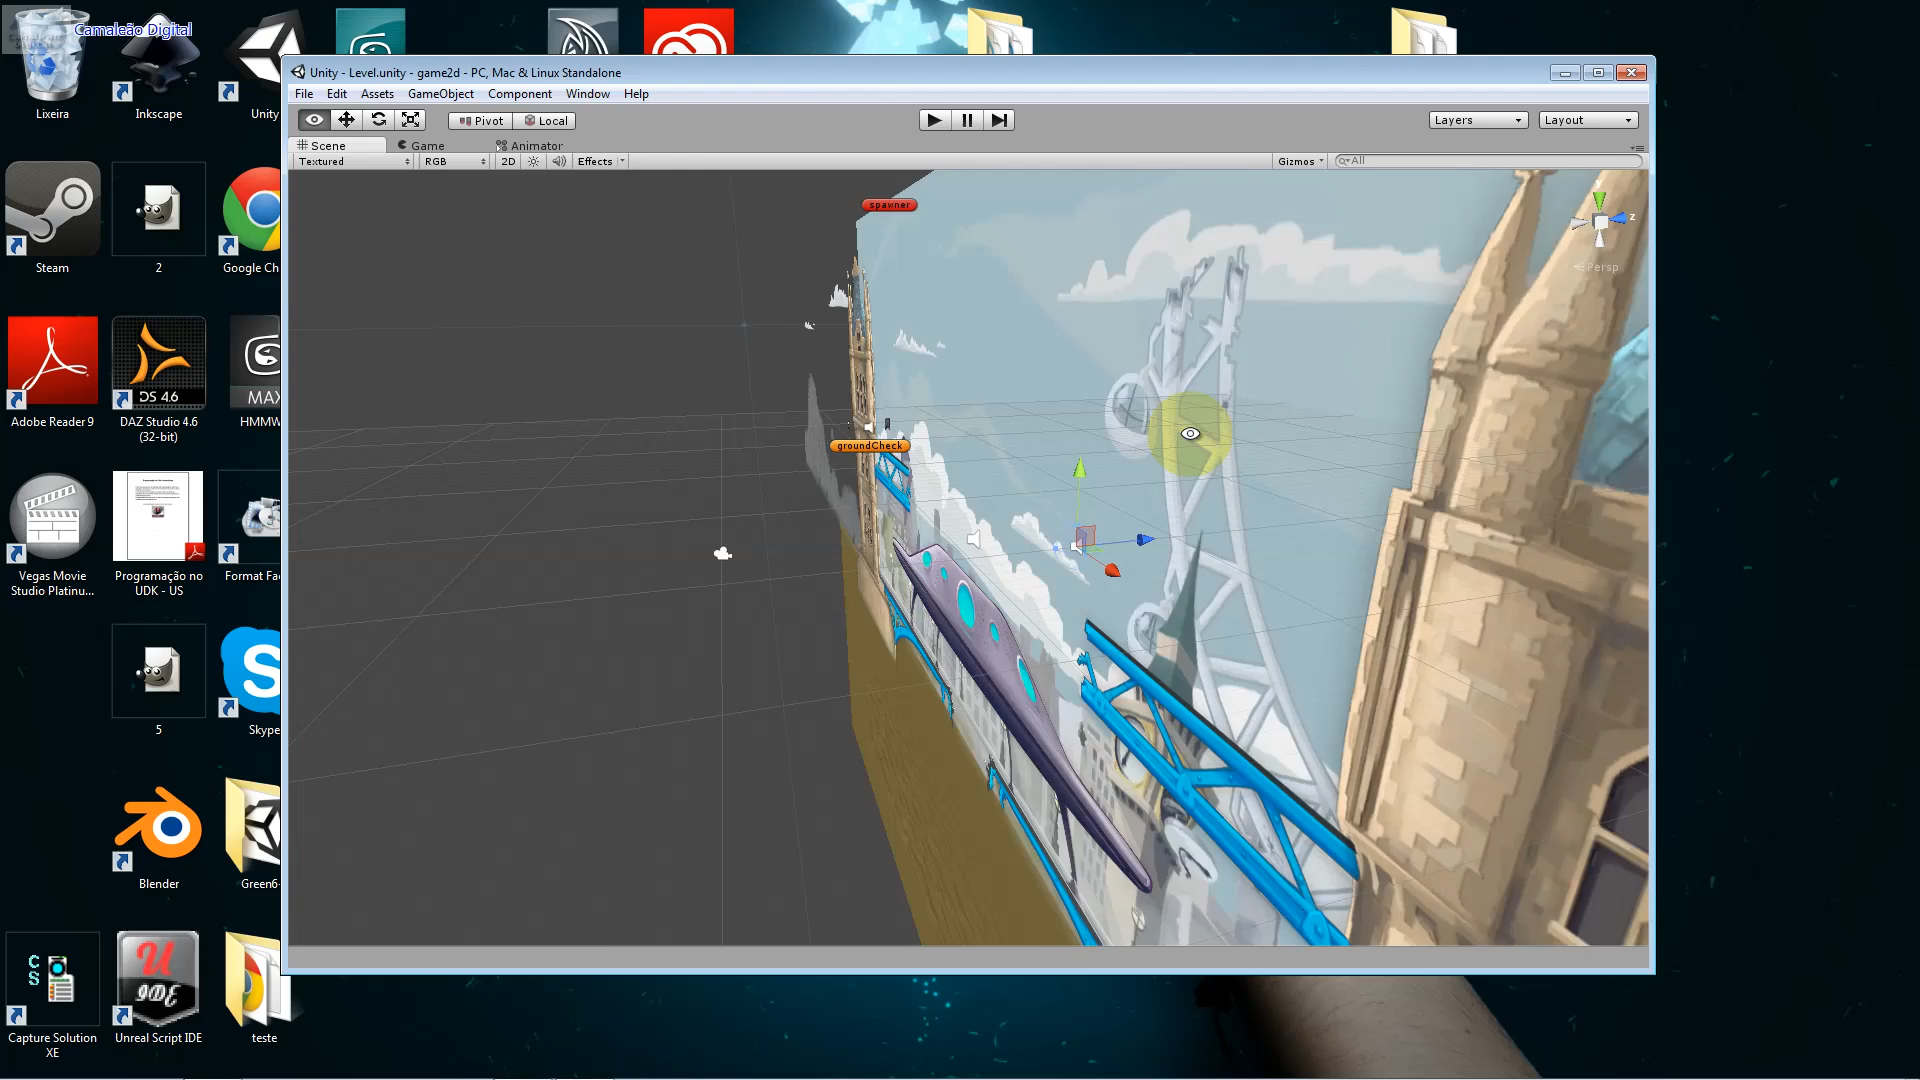 Camaleão Digital
Lixeira
Inkscape
Unity
Steam
2
Google Ch
Adobe Reader 9
DS 4.6
DAZ Studio 4.6
(32-bit)
MAX
HMMW
Vegas Movie
Studio Platinu...
Programação no
UDK - US
Format Fac
5
Skype
Blender
Green6-
CS
Capture Solution
XE
U
IDE
Unreal Script IDE
teste
Unity - Level.unity - game2d - PC, Mac & Linux Standalone
File Edit Assets GameObject Component Window Help
Pivot Local Layers Layout
Scene Game Animator
Textured RGB 2D Effects Gizmos All
spawner
z
Persp
groundCheck